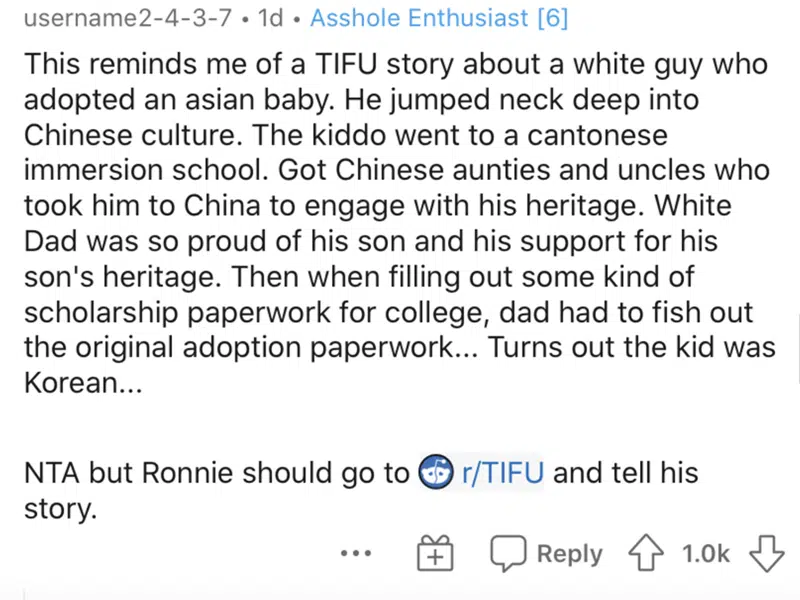 username2-4-3-7 • 1d • Asshole Enthusiast [6]
This reminds me of a TIFU story about a white guy who
adopted an asian baby. He jumped neck deep into
Chinese culture. The kiddo went to a cantonese
immersion school. Got Chinese aunties and uncles who
took him to China to engage with his heritage. White
Dad was so proud of his son and his support for his
son's heritage. Then when filling out some kind of
scholarship paperwork for college, dad had to fish out
the original adoption paperwork... Turns out the kid was
Korean...
NTA but Ronnie should go to r/TIFU and tell his
story.
Reply 1.0k